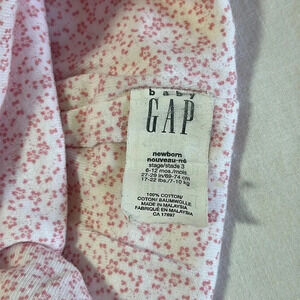 baby
GAP
newborn
nouveau-né
stage/stade 3
6-12 mos./mois
27-29 in/69-74 cm
17-22 lbs./7-10 kg
100% COTTON/
COTON/ BAUMWOLLE
MADE IN MALAYSIA
FABRIQUÉ EN MALAYSIA
CA 17897